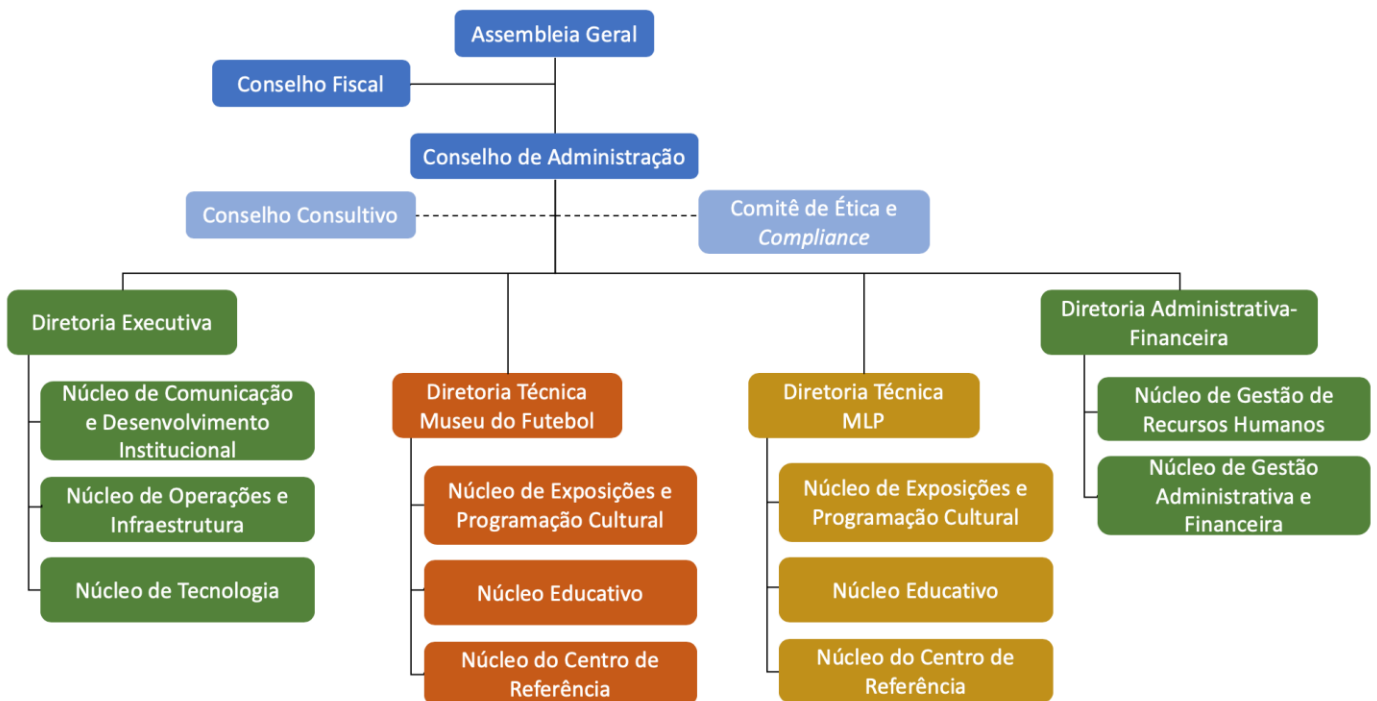 Assembleia Geral
Conselho Fiscal
Conselho de Administração
Conselho Consultivo
Comitê de Ética e
Compliance
Diretoria Executiva
Núcleo de Comunicação
e Desenvolvimento
Institucional
Núcleo de Operações e
Infraestrutura
Núcleo de Tecnologia
Diretoria Técnica
Museu do Futebol
Núcleo de Exposições e
Programação Cultural
Núcleo Educativo
Núcleo do Centro de
Referência
Diretoria Técnica
MLP
Núcleo de Exposições e
Programação Cultural
Núcleo Educativo
Núcleo do Centro de
Referência
Diretoria Administrativa-
Financeira
Núcleo de Gestão de
Recursos Humanos
Núcleo de Gestão
Administrativa e
Financeira